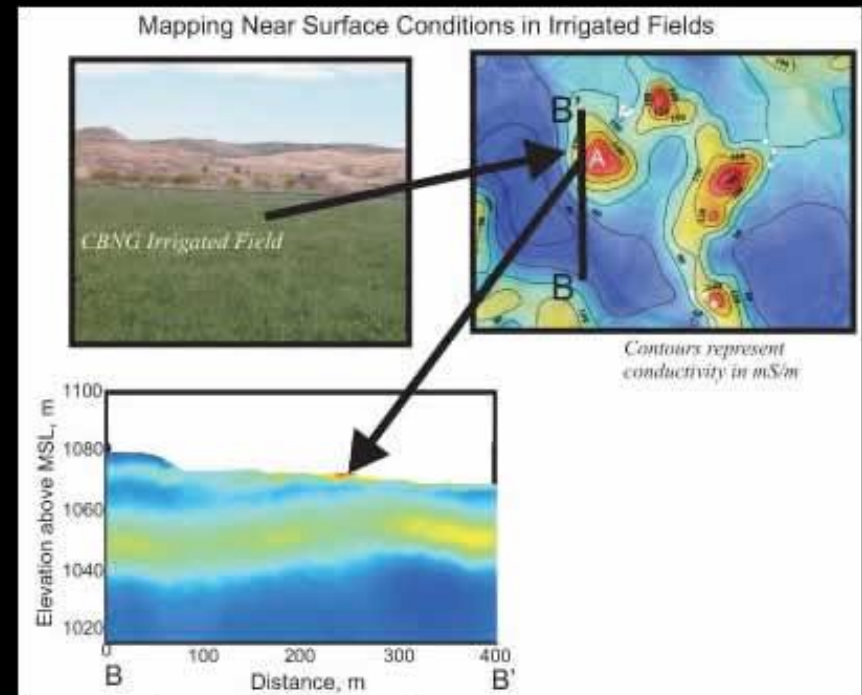 Mapping Near Surface Conditions in Irrigated Fields
CBNG Irrigated Field
B'
A
B
Contours represent
conductivity in mS/m
Elevation above MSL, m
1100
1080
1060
1040
1020
0 100 200 300 400
B Distance, m B'